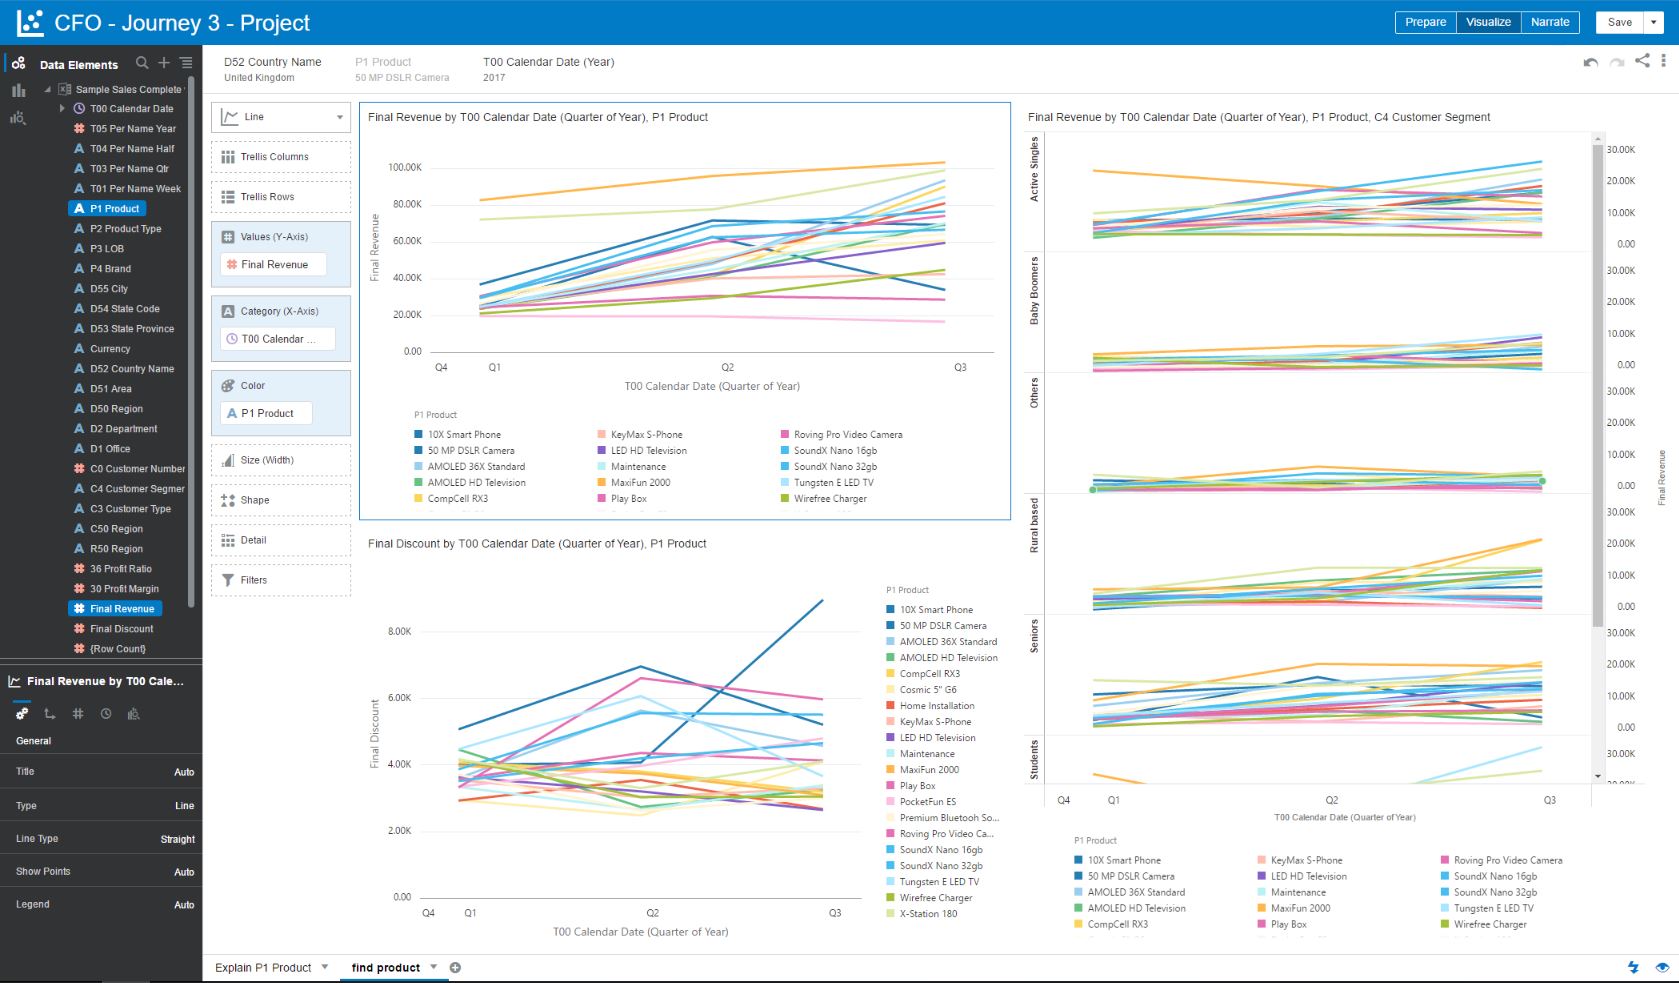 CFO - Journey 3 - Project
Prepare
Visualize
Narrate
Save
Data Elements
Sample Sales Complete
T00 Calendar Date
T05 Per Name Year
T04 Per Name Half
T03 Per Name Qtr
T01 Per Name Week
P1 Product
P2 Product Type
P3 LOB
P4 Brand
D55 City
D54 State Code
D53 State Province
Currency
D52 Country Name
D51 Area
D50 Region
D2 Department
D1 Office
C0 Customer Number
C4 Customer Segmer
C3 Customer Type
C50 Region
R50 Region
36 Profit Ratio
30 Profit Margin
Final Revenue
Final Discount
{Row Count}
Final Revenue by T00 Cale...
General
Title Auto
Type Line
Line Type Straight
Show Points Auto
Legend Auto
D52 Country Name
United Kingdom
P1 Product
50 MP DSLR Camera
T00 Calendar Date (Year)
2017
Line
Trellis Columns
Trellis Rows
Values (Y-Axis)
Final Revenue
Category (X-Axis)
T00 Calendar ...
Color
P1 Product
Size (Width)
Shape
Detail
Filters
Final Revenue by T00 Calendar Date (Quarter of Year), P1 Product
Final Revenue
100.00K
80.00K
60.00K
40.00K
20.00K
0.00
Q4 Q1 Q2 Q3
T00 Calendar Date (Quarter of Year)
P1 Product
10X Smart Phone
50 MP DSLR Camera
AMOLED 36X Standard
AMOLED HD Television
CompCell RX3
KeyMax S-Phone
LED HD Television
Maintenance
MaxiFun 2000
Play Box
Roving Pro Video Camera
SoundX Nano 16gb
SoundX Nano 32gb
Tungsten E LED TV
Wirefree Charger
Final Discount by T00 Calendar Date (Quarter of Year), P1 Product
Final Discount
8.00K
6.00K
4.00K
2.00K
0.00
Q4 Q1 Q2 Q3
T00 Calendar Date (Quarter of Year)
P1 Product
10X Smart Phone
50 MP DSLR Camera
AMOLED 36X Standard
AMOLED HD Television
CompCell RX3
Cosmic 5" G6
Home Installation
KeyMax S-Phone
LED HD Television
Maintenance
MaxiFun 2000
Play Box
PocketFun ES
Premium Bluetooh So...
Roving Pro Video Ca...
SoundX Nano 16gb
SoundX Nano 32gb
Tungsten E LED TV
Wirefree Charger
X-Station 180
Final Revenue by T00 Calendar Date (Quarter of Year), P1 Product, C4 Customer Segment
Active Singles
30.00K
20.00K
10.00K
0.00
Baby Boomers
30.00K
20.00K
10.00K
0.00
Others
30.00K
20.00K
10.00K
0.00
Rural based
30.00K
20.00K
10.00K
0.00
Seniors
30.00K
20.00K
10.00K
0.00
Students
30.00K
Final Revenue
Q4 Q1 Q2 Q3
T00 Calendar Date (Quarter of Year)
P1 Product
10X Smart Phone
50 MP DSLR Camera
AMOLED 36X Standard
AMOLED HD Television
CompCell RX3
KeyMax S-Phone
LED HD Television
Maintenance
MaxiFun 2000
Play Box
Roving Pro Video Camera
SoundX Nano 16gb
SoundX Nano 32gb
Tungsten E LED TV
Wirefree Charger
Explain P1 Product
find product